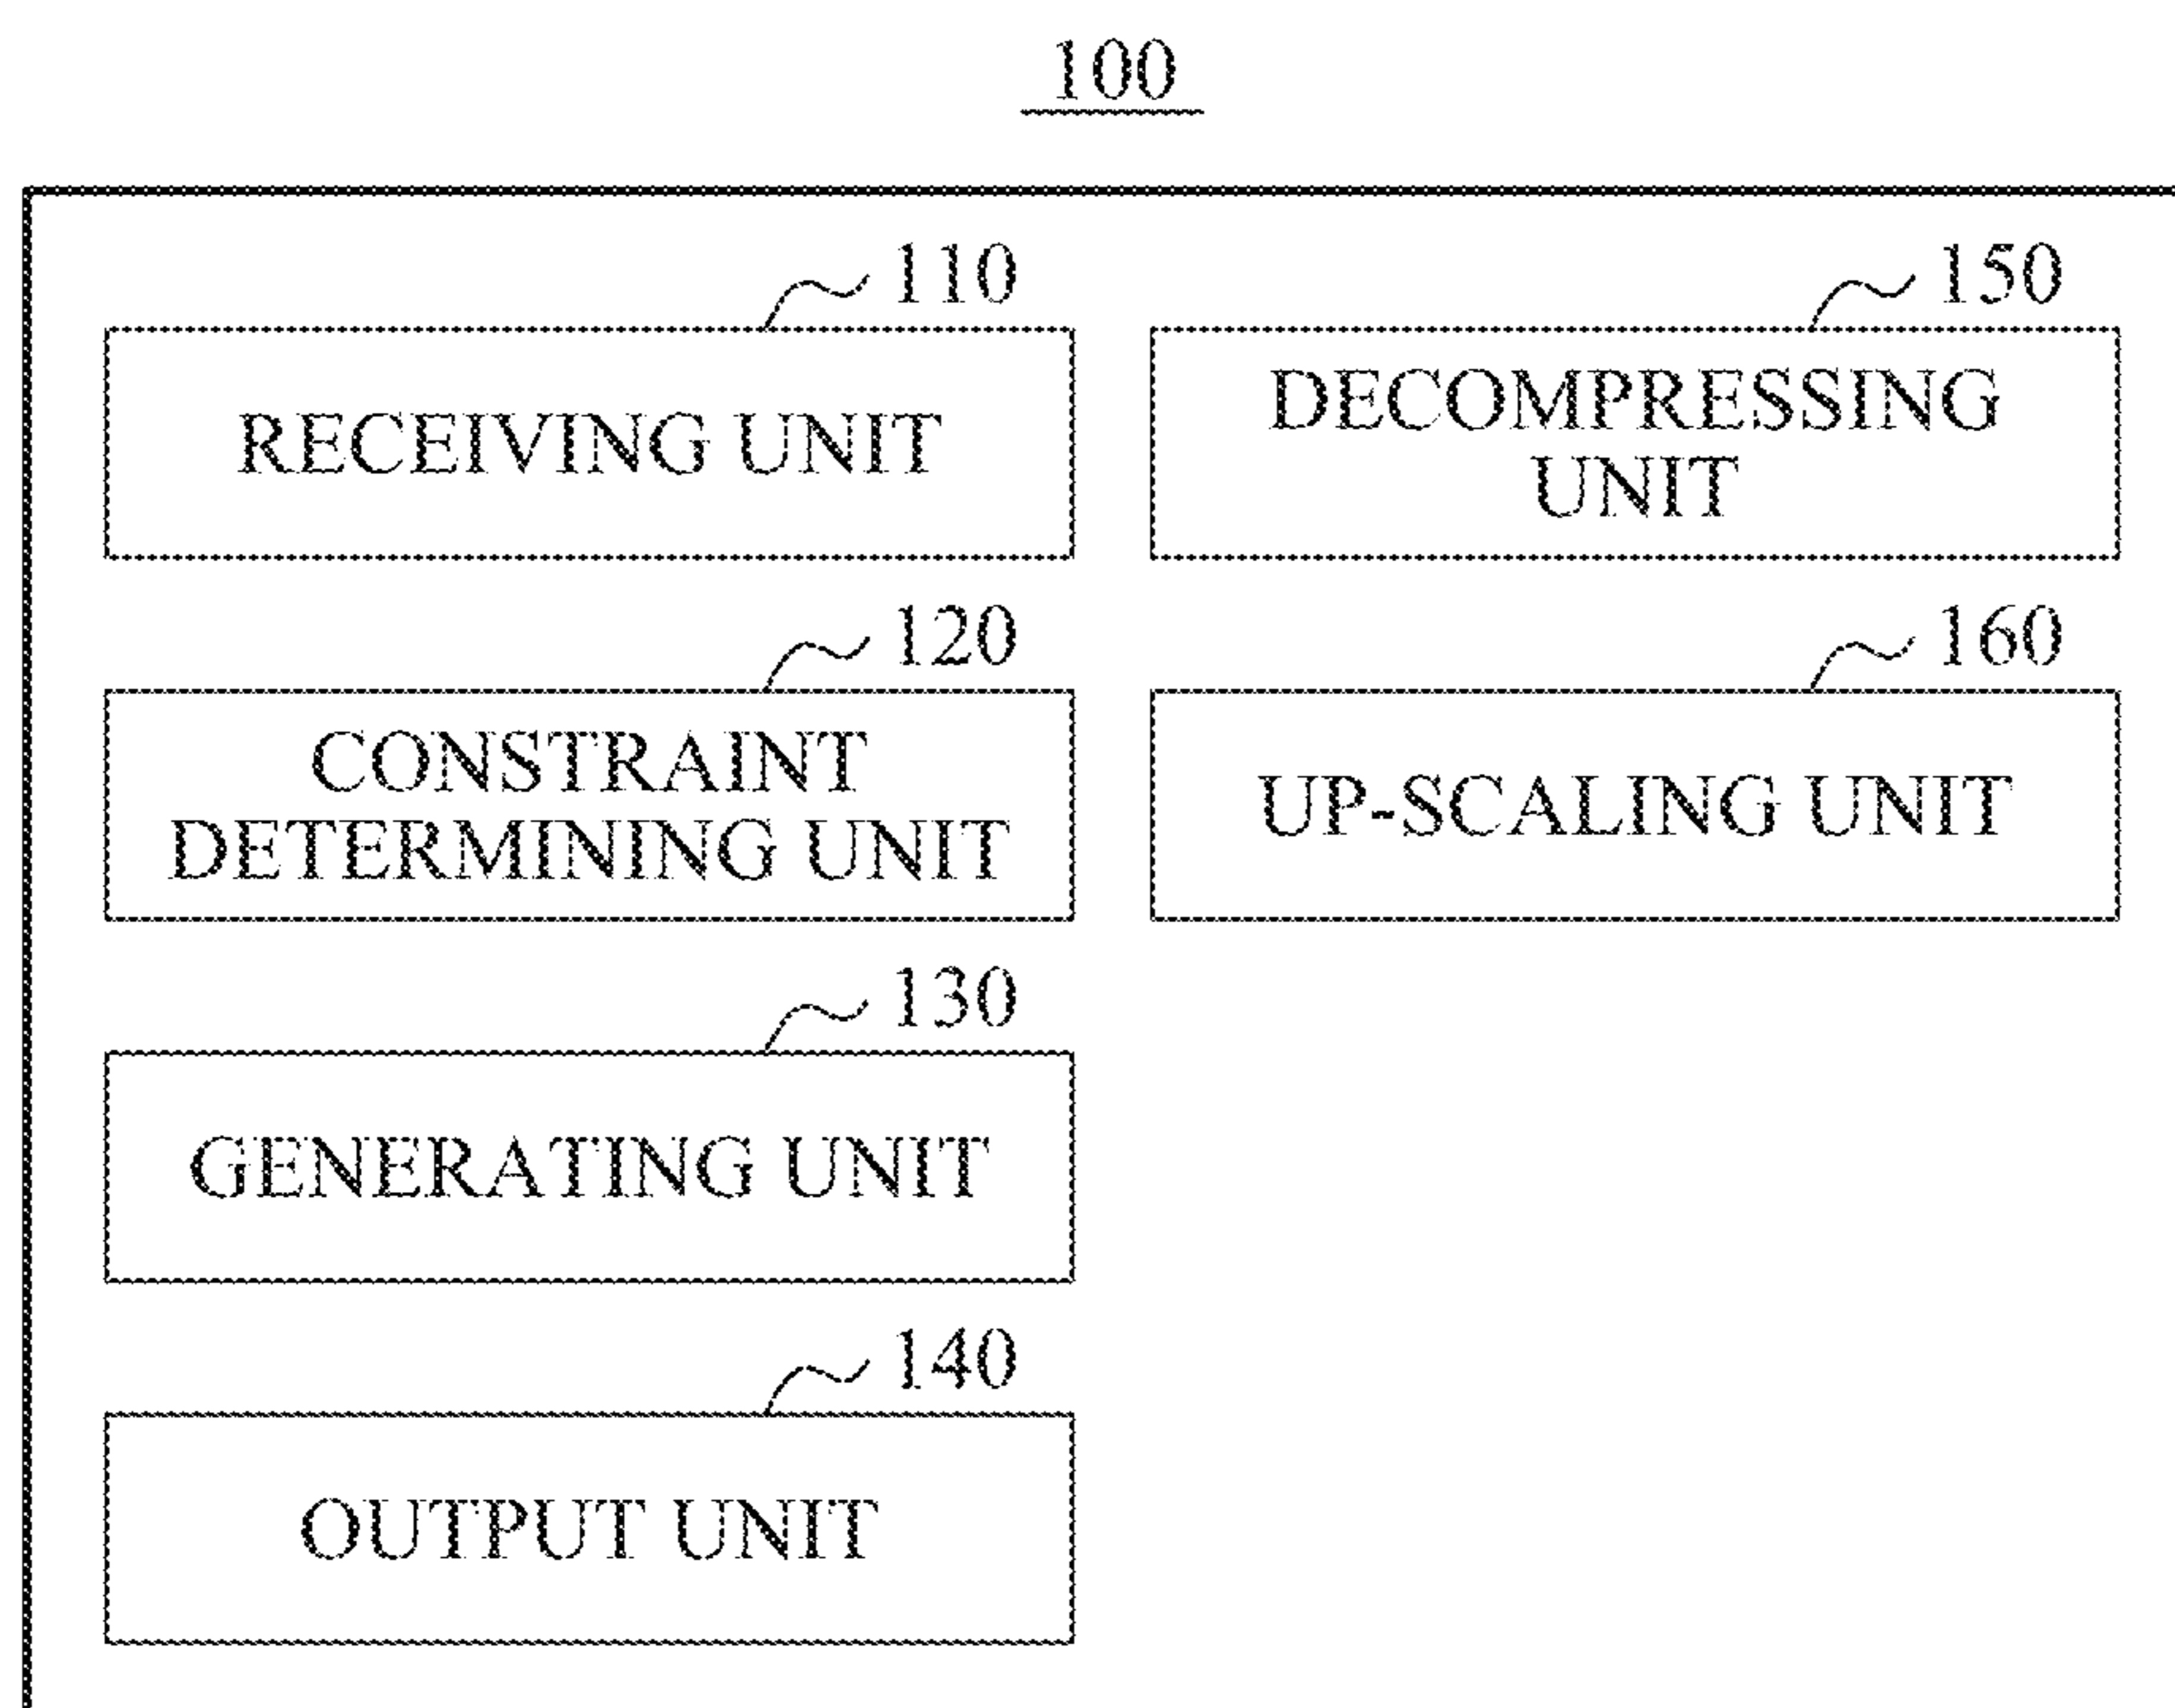 100
110
RECEIVING UNIT
150
DECOMPRESSING
UNIT
120
CONSTRAINT
DETERMINING UNIT
160
UP-SCALING UNIT
130
GENERATING UNIT
140
OUTPUT UNIT